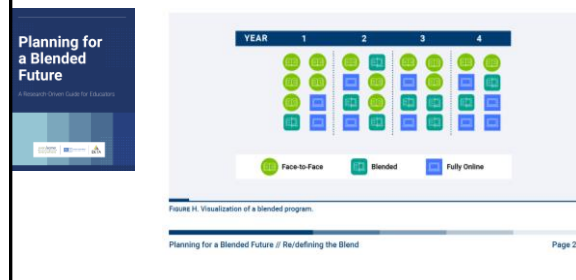 Planning for
a Blended
Future
A Research-Driven Guide for Educators
YEAR 1 2 3 4
Face-to-Face Blended Fully Online
FIGURE H. Visualization of a blended program.
Planning for a Blended Future // Re/defining the Blend Page 2